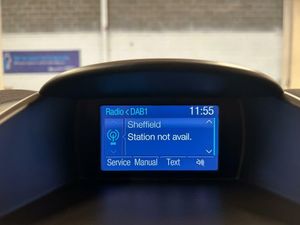 Radio < DAB1 11:55
Sheffield
Station not avail.
Service Manual Text